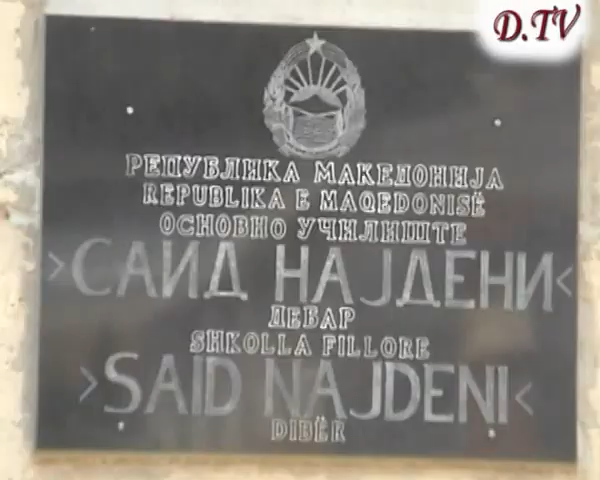 D.TV
РЕПУБЛИКА МАКЕДОНИЈА
REPUBLIKA E MAQEDONISË
ОСНОВНО УЧИЛИШТЕ
>САИД НАЈДЕНИ<
ДЕБАР
SHKOLLA FILLORE
>SAID NAJDENI<
DIBËR